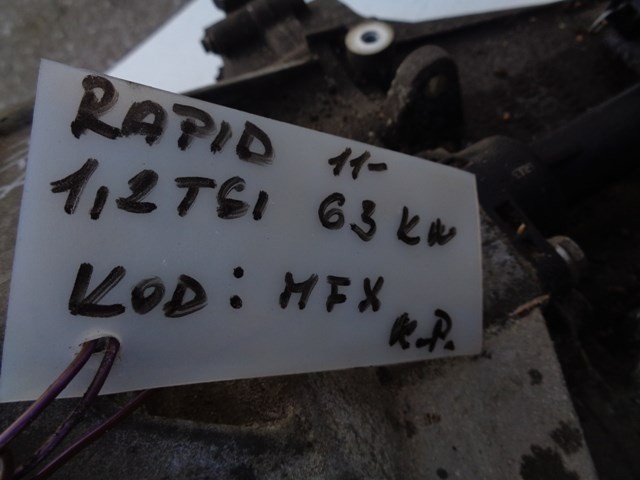 RAPID 11-
1,2 TSI 63 KW
KOD: MFX
K.P.